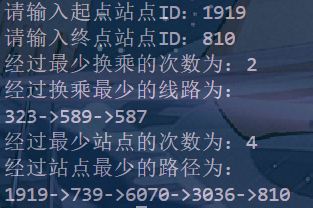 请输入起点站点ID：1919
请输入终点站点ID：810
经过最少换乘的次数为：2
经过换乘最少的线路为：
323->589->587
经过最少站点的次数为：4
经过站点最少的路径为：
1919->739->6070->3036->810